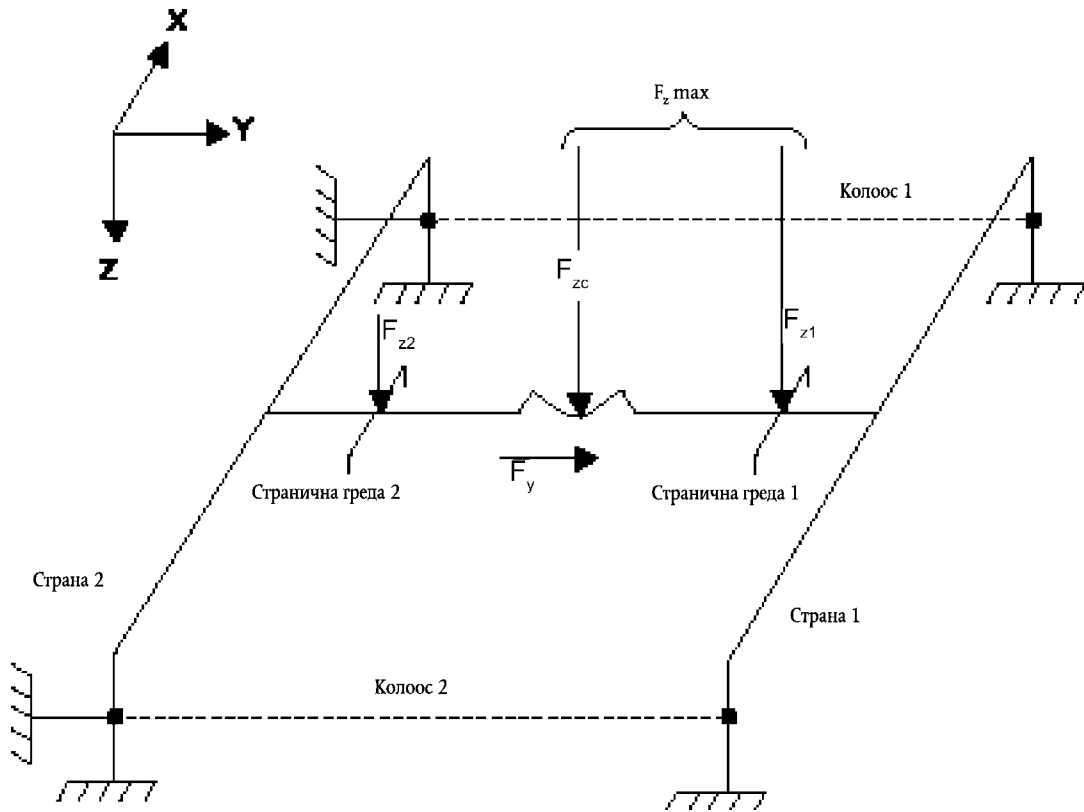 X
Y
Z
F_z max
Колоос 1
F_zc
F_z2
F_z1
F_y
Странична греда 2
Странична греда 1
Страна 2
Страна 1
Колоос 2